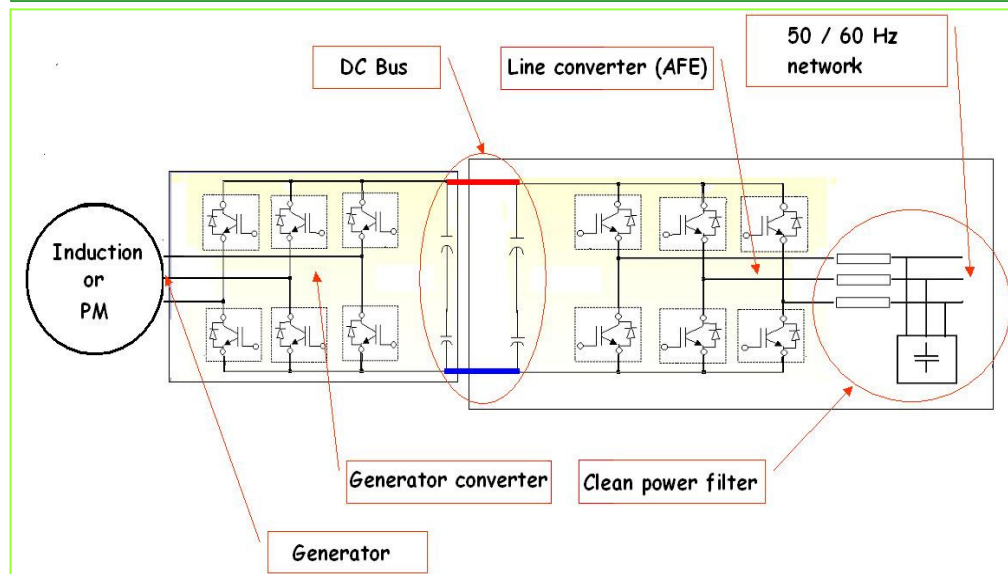 50 / 60 Hz
network
DC Bus
Line converter (AFE)
Induction
or
PM
Generator converter
Clean power filter
Generator